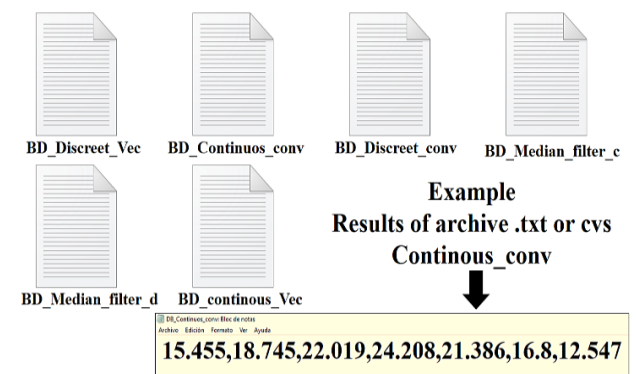 BD_Discreet_Vec
BD_Continuos_conv
BD_Discreet_conv
BD_Median_filter_c
BD_Median_filter_d
BD_continous_Vec
Example
Results of archive .txt or cvs
Continous_conv
DB_Continuos_conv: Bloc de notas
Archivo Edición Formato Ver Ayuda
15.455,18.745,22.019,24.208,21.386,16.8,12.547